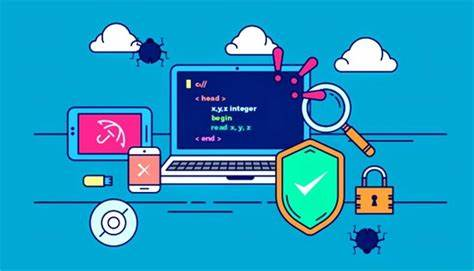 c//
< head >
x,y,z integer
begin
read x, y, z
< end >